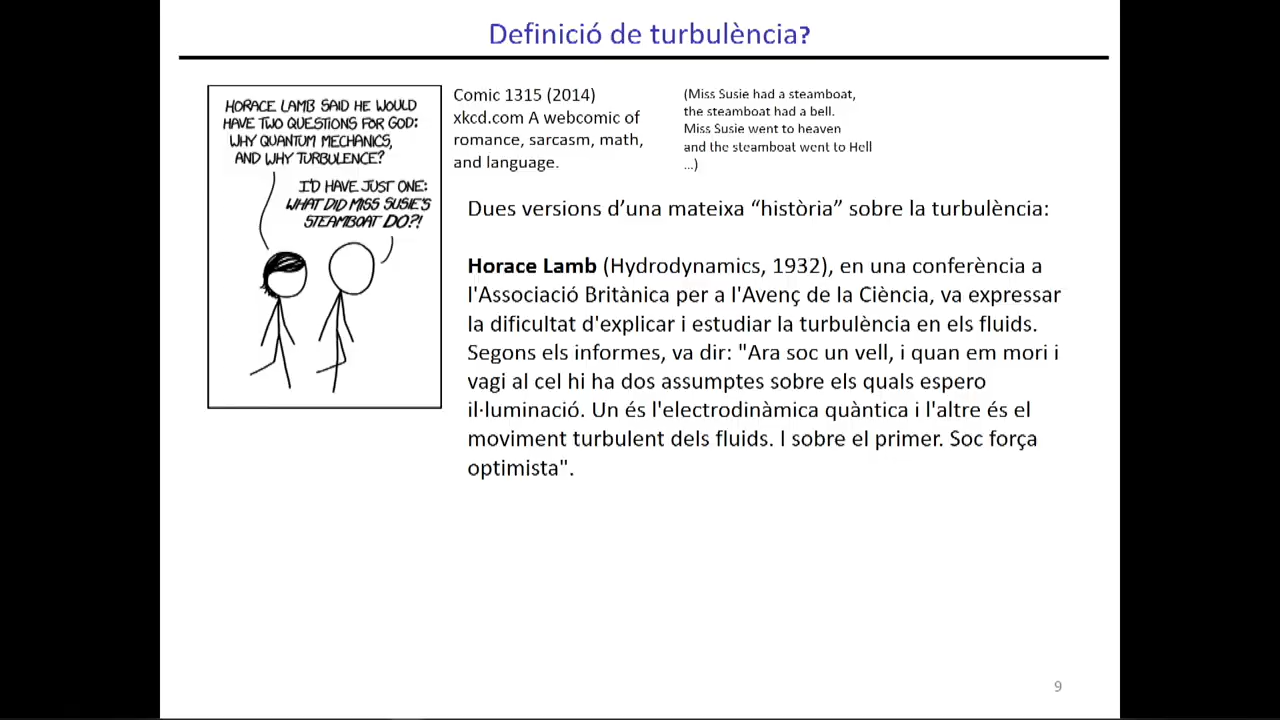 Definició de turbulència?
HORACE LAMB SAID HE WOULD
HAVE TWO QUESTIONS FOR GOD:
WHY QUANTUM MECHANICS,
AND WHY TURBULENCE?
I'D HAVE JUST ONE:
WHAT DID MISS SUSIE'S
STEAMBOAT DO?!
Comic 1315 (2014)
xkcd.com A webcomic of
romance, sarcasm, math,
and language.
(Miss Susie had a steamboat,
the steamboat had a bell.
Miss Susie went to heaven
and the steamboat went to Hell
...)
Dues versions d’una mateixa “història” sobre la turbulència:
Horace Lamb (Hydrodynamics, 1932), en una conferència a
l'Associació Britànica per a l'Avenç de la Ciència, va expressar
la dificultat d'explicar i estudiar la turbulència en els fluids.
Segons els informes, va dir: "Ara soc un vell, i quan em mori i
vagi al cel hi ha dos assumptes sobre els quals espero
il·luminació. Un és l'electrodinàmica quàntica i l'altre és el
moviment turbulent dels fluids. I sobre el primer. Soc força
optimista".
9